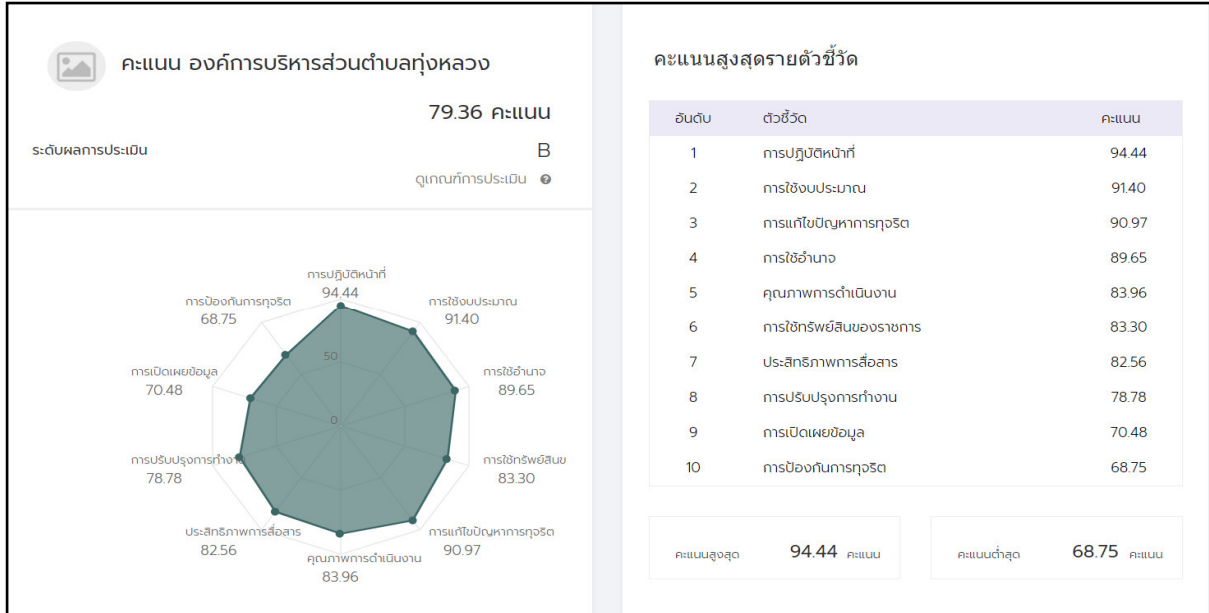 คะแนน องค์การบริหารส่วนตำบลทุ่งหลวง
79.36 คะแนน
ระดับผลการประเมิน
B
ดูเกณฑ์การประเมิน
การปฏิบัติหน้าที่
94.44
การป้องกันการทุจริต
68.75
การใช้งบประมาณ
91.40
การเปิดเผยข้อมูล
70.48
50
การใช้อำนาจ
89.65
0
การปรับปรุงการทำงาน
78.78
การใช้ทรัพย์สินข
83.30
ประสิทธิภาพการสื่อสาร
82.56
การแก้ไขปัญหาการทุจริต
90.97
คุณภาพการดำเนินงาน
83.96
คะแนนสูงสุดรายตัวชี้วัด
อันดับ ตัวชี้วัด คะแนน
1 การปฏิบัติหน้าที่ 94.44
2 การใช้งบประมาณ 91.40
3 การแก้ไขปัญหาการทุจริต 90.97
4 การใช้อำนาจ 89.65
5 คุณภาพการดำเนินงาน 83.96
6 การใช้ทรัพย์สินของราชการ 83.30
7 ประสิทธิภาพการสื่อสาร 82.56
8 การปรับปรุงการทำงาน 78.78
9 การเปิดเผยข้อมูล 70.48
10 การป้องกันการทุจริต 68.75
คะแนนสูงสุด 94.44 คะแนน
คะแนนต่ำสุด 68.75 คะแนน